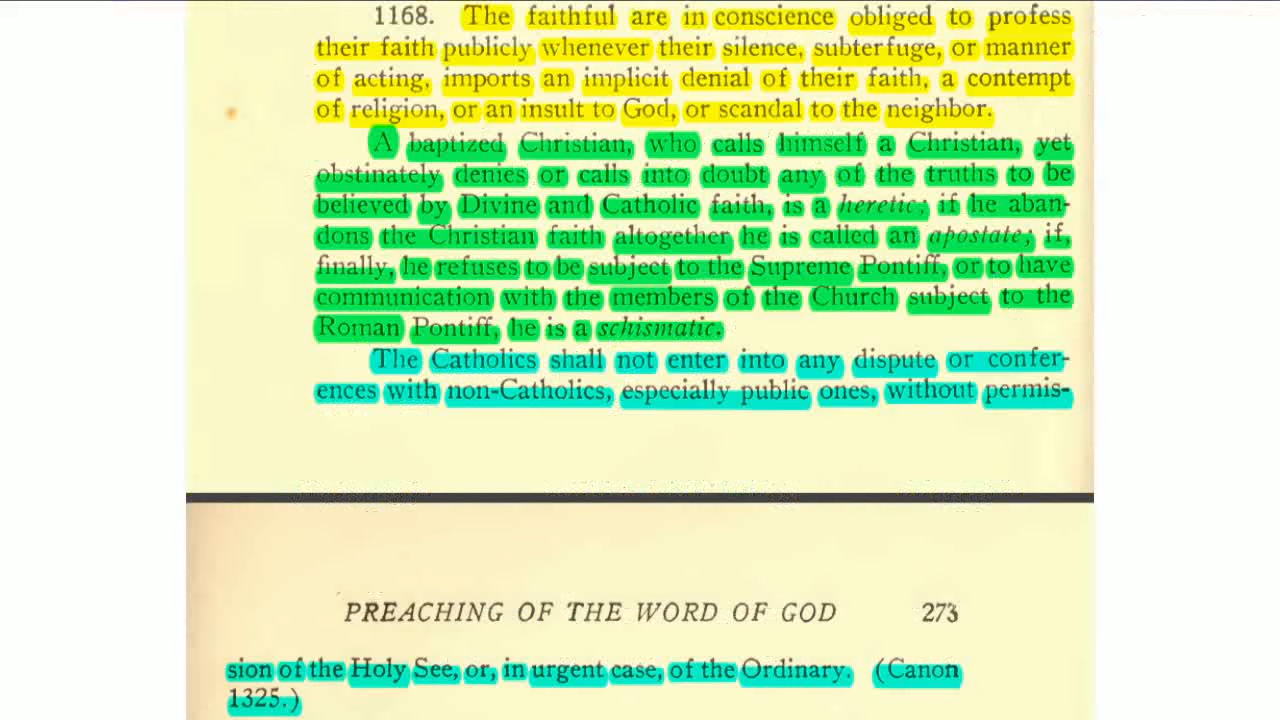 1168. The faithful are in conscience obliged to profess
their faith publicly whenever their silence, subterfuge, or manner
of acting, imports an implicit denial of their faith, a contempt
of religion, or an insult to God, or scandal to the neighbor.
A baptized Christian, who calls himself a Christian, yet
obstinately denies or calls into doubt any of the truths to be
believed by Divine and Catholic faith, is a heretic; if he aban-
dons the Christian faith altogether he is called an apostate; if,
finally, he refuses to be subject to the Supreme Pontiff, or to have
communication with the members of the Church subject to the
Roman Pontiff, he is a schismatic.
The Catholics shall not enter into any dispute or confer-
ences with non-Catholics, especially public ones, without permis-
PREACHING OF THE WORD OF GOD 273
sion of the Holy See, or, in urgent case, of the Ordinary. (Canon
1325.)